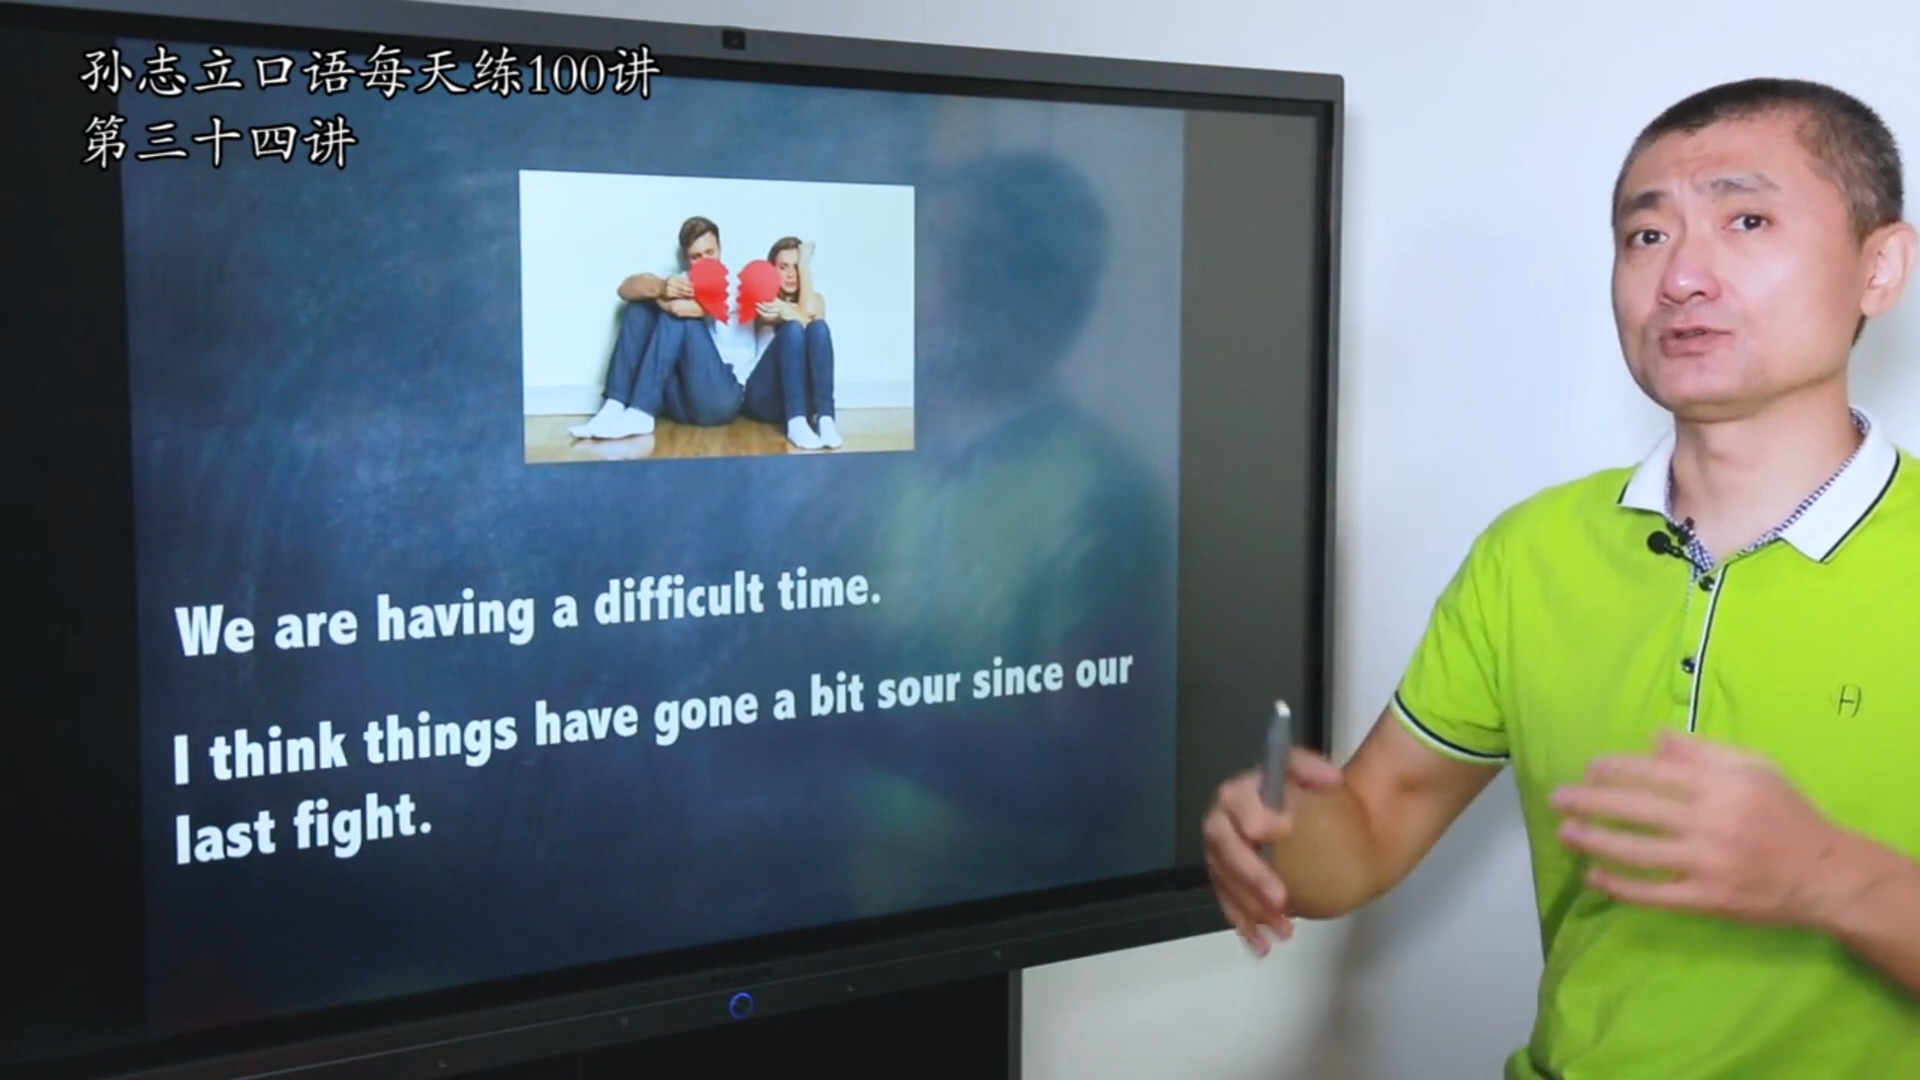 孙志立口语每天练100讲
第三十四讲
We are having a difficult time.
I think things have gone a bit sour since our
last fight.